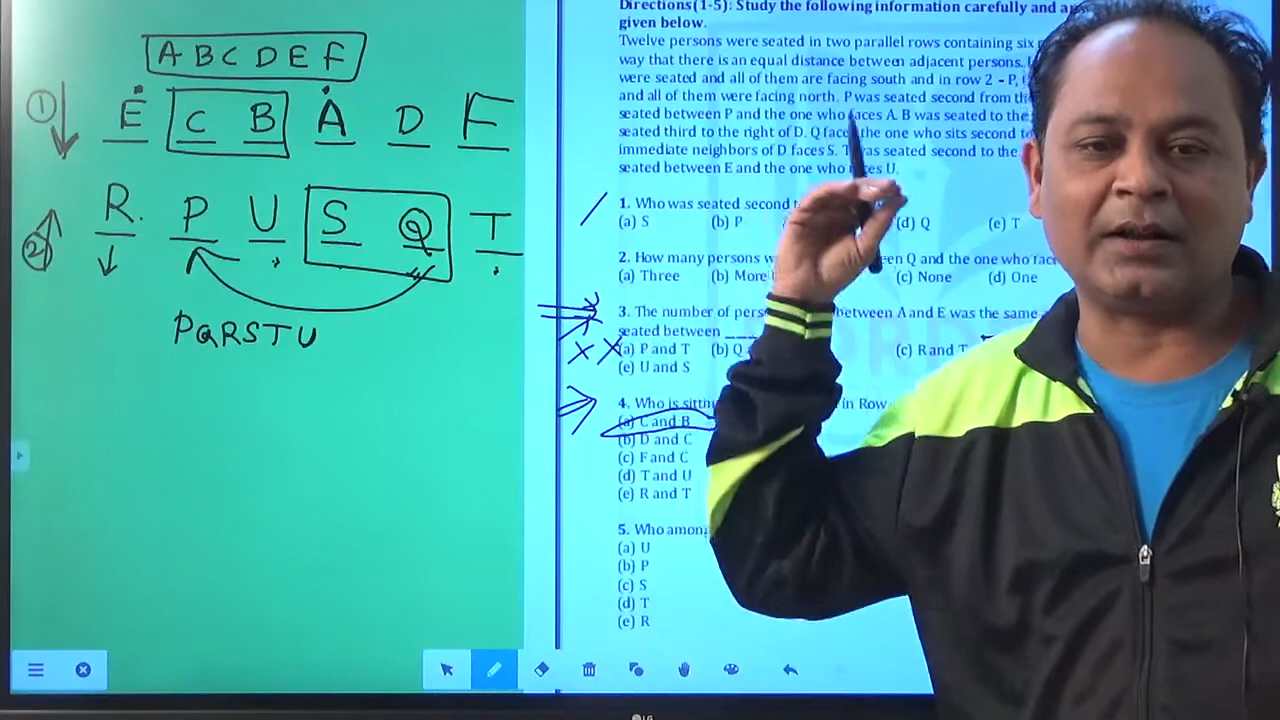 A B C D E F
1 E C B A D F
2 R. P U S Q T
PQRSTU
Directions(1-5): Study the following information carefully and
given below.
Twelve persons were seated in two parallel rows containing six
way that there is an equal distance between adjacent persons.
were seated and all of them are facing south and in row 2 - P,
and all of them were facing north. P was seated second from
seated between P and the one who faces A. B was seated to the
seated third to the right of D. Q faces the one who sits second
immediate neighbors of D faces S. T was seated second to the
seated between E and the one who faces U.
1. Who was seated second
(a) S (b) P (d) Q (e) T
2. How many persons between Q and the one who
(a) Three (b) More (c) None (d) One
3. The number of between A and E was the same
seated between
(a) P and T (b) Q (c) R and T
(e) U and S
4. Who is sitting in Row
(a) C and B
(b) D and C
(c) F and C
(d) T and U
(e) R and T
5. Who among
(a) U
(b) P
(c) S
(d) T
(e) R
LG